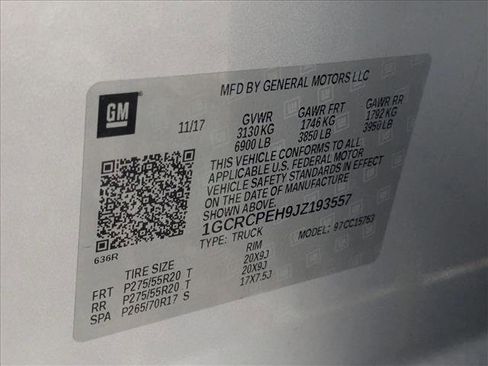 GM
MFD BY GENERAL MOTORS LLC
11/17 GVWR GAWR FRT GAWR RR
3130 KG 1746 KG 1792 KG
6900 LB 3850 LB 3950 LB
THIS VEHICLE CONFORMS TO ALL
APPLICABLE U.S. FEDERAL MOTOR
VEHICLE SAFETY STANDARDS IN EFFECT
ON THE DATE OF MANUFACTURE
1GCRCPEH9JZ193557
636R TYPE: TRUCK MODEL: 97CC15753
TIRE SIZE RIM
FRT P275/55R20 T 20X9J
RR P275/55R20 T 20X9J
SPA P265/70R17 S 17X7.5J